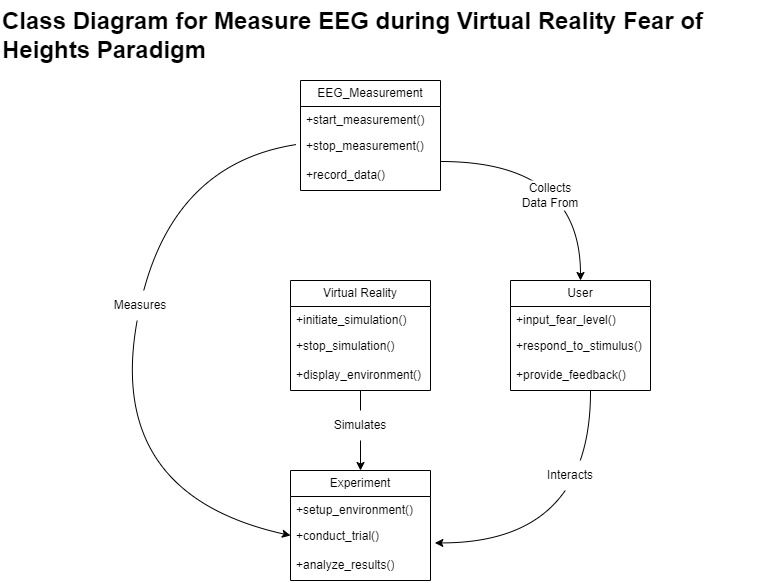 Class Diagram for Measure EEG during Virtual Reality Fear of
Heights Paradigm
EEG_Measurement
+start_measurement()
+stop_measurement()
+record_data()
Collects
Data From
Measures
Virtual Reality
+initiate_simulation()
+stop_simulation()
+display_environment()
User
+input_fear_level()
+respond_to_stimulus()
+provide_feedback()
Simulates
Interacts
Experiment
+setup_environment()
+conduct_trial()
+analyze_results()